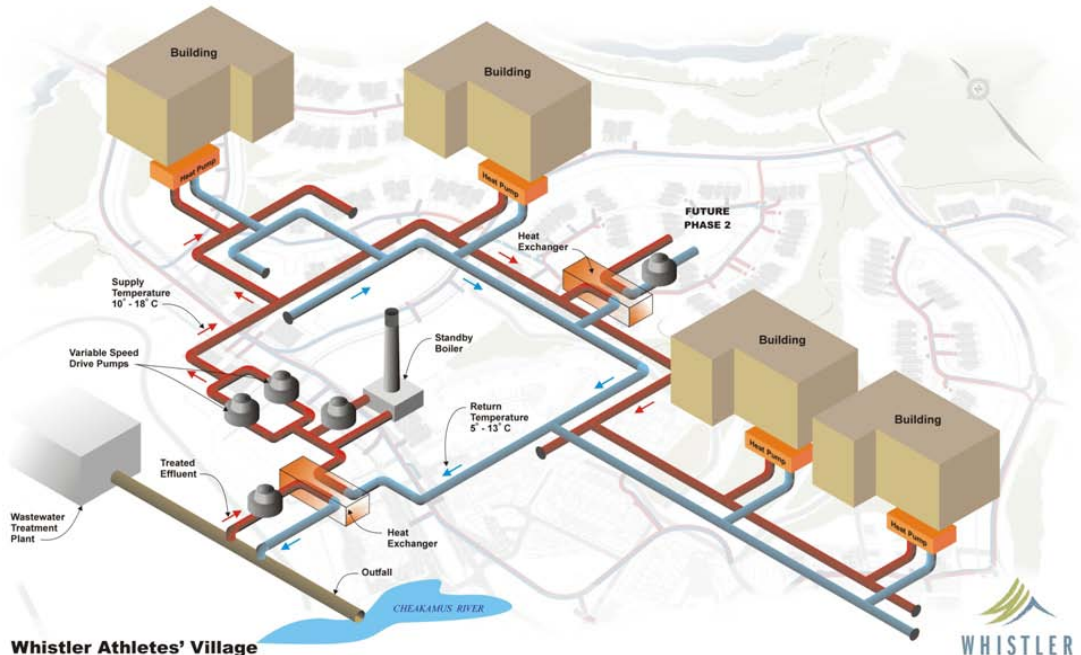 Building
Building
Heat Pump
Heat Pump
FUTURE
PHASE 2
Heat
Exchanger
Supply
Temperature
10° - 18° C
Building
Standby
Boiler
Variable Speed
Drive Pumps
Building
Return
Temperature
5° - 13° C
Heat Pump
Treated
Effluent
Wastewater
Treatment
Plant
Heat
Exchanger
Heat Pump
Outfall
CHEAKAMUS RIVER
Whistler Athletes' Village
WHISTLER